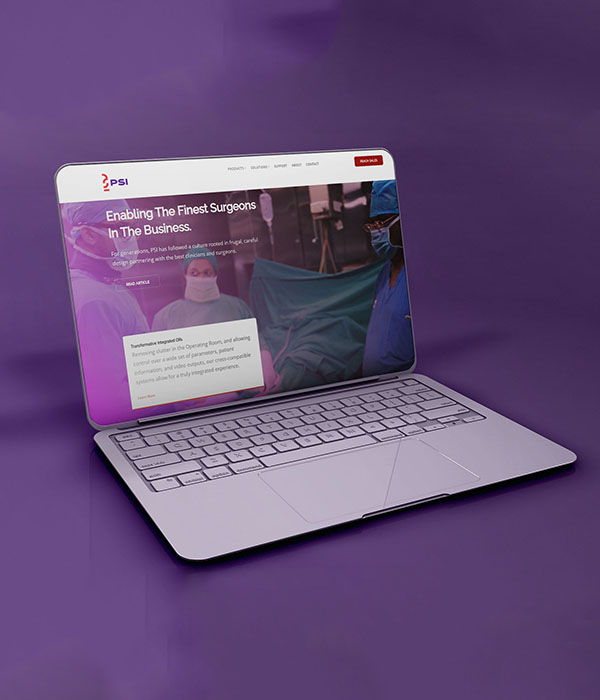 PSI
PRODUCTS SOLUTIONS SUPPORT ABOUT CONTACT
REACH SALES
Enabling The Finest Surgeons
In The Business.
For generations, PSI has followed a culture rooted in frugal, careful
design partnering with the best clinicians and surgeons.
READ ARTICLE
Transformative Integrated ORs
Removing clutter in the Operating Room, and allowing
control over a wide set of parameters, patient
information, and video outputs, our cross-compatible
systems allow for a truly integrated experience.
Learn More